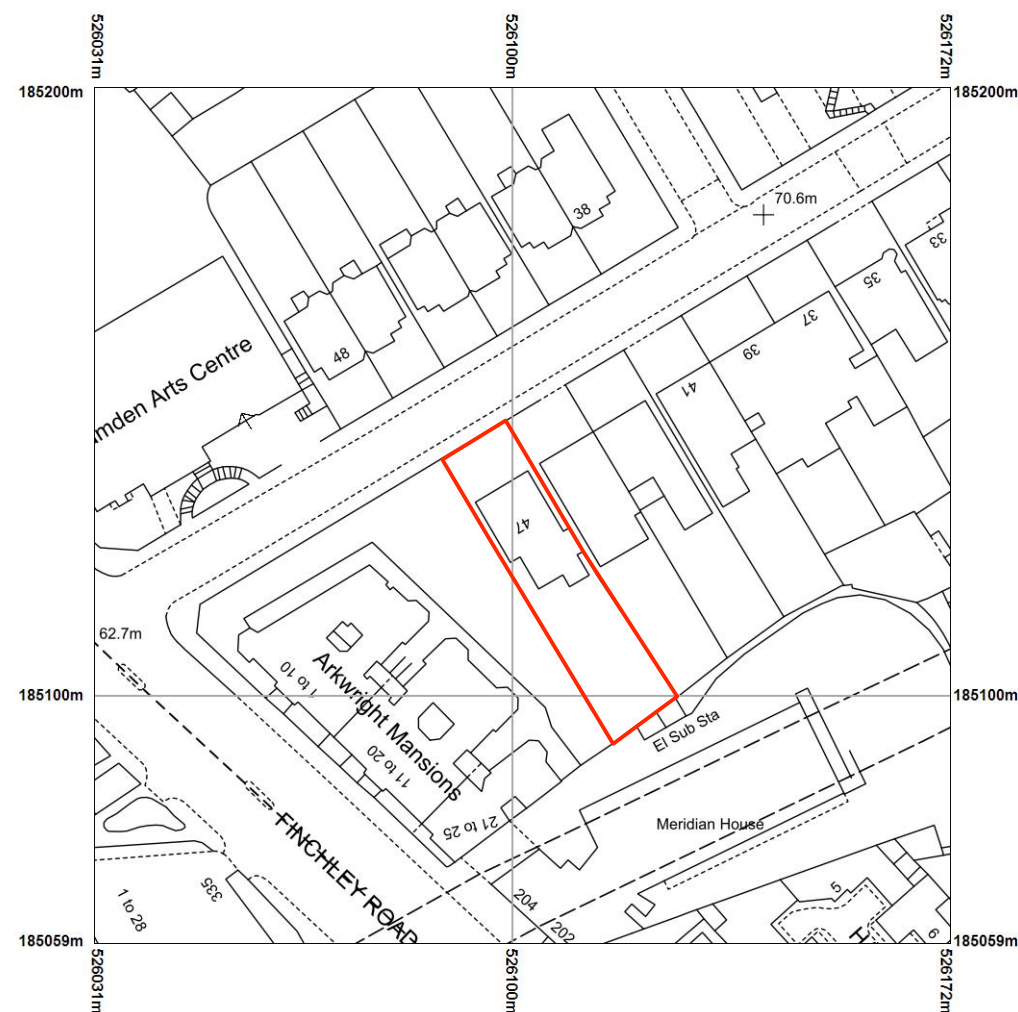 526031m
526100m
526172m
185200m
185200m
38
70.6m
33
35
37
39
41
48
mden Arts Centre
47
62.7m
185100m
185100m
Arkwright Mansions
1 to 10
11 to 20
21 to 25
El Sub Sta
Meridian House
FINCHLEY ROAD
335
1 to 28
204
202
5
6
H
185059m
185059m
526031m
526100m
526172m